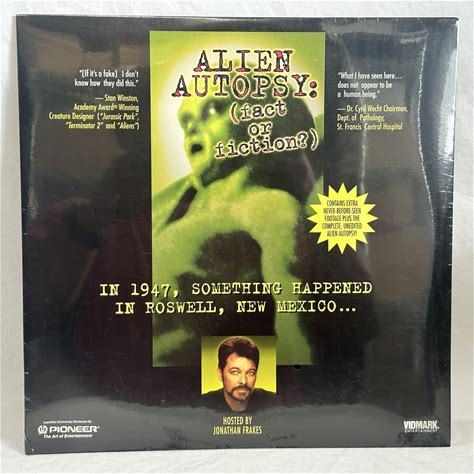 ALIEN
AUTOPSY:
(fact
or
fiction?)
"(If it's a fake) I don't
know how they did this."
— Stan Winston,
Academy Award® Winning
Creature Designer ("Jurassic Park",
"Terminator 2" and "Aliens")
"What I have seen here...
does not appear to be
a human being."
— Dr. Cyril Wecht Chairman,
Dept. of Pathology,
St. Francis Central Hospital
CONTAINS EXTRA
NEVER-BEFORE-SEEN
FOOTAGE PLUS THE
COMPLETE, UNEDITED
ALIEN AUTOPSY!
IN 1947, SOMETHING HAPPENED
IN ROSWELL, NEW MEXICO...
HOSTED BY
JONATHAN FRAKES
LaserDisc Exclusively Distributed by
PIONEER®
The Art of Entertainment
VIDMARK
ENTERTAINMENT